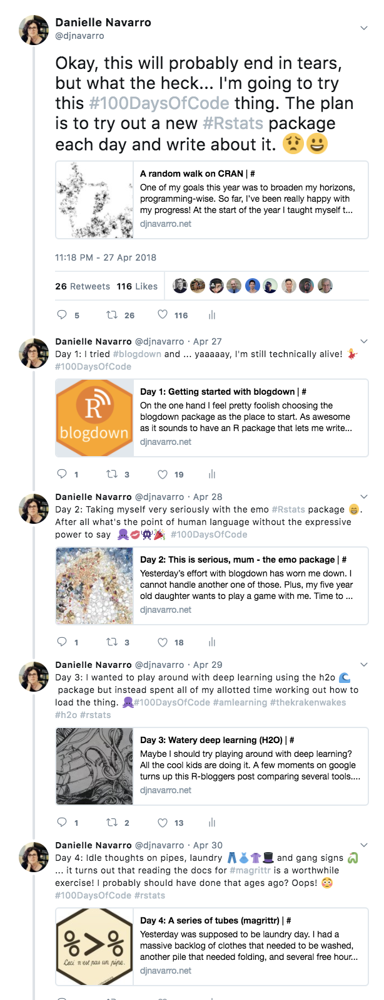 Danielle Navarro
@djnavarro
Okay, this will probably end in tears,
but what the heck... I'm going to try
this #100DaysOfCode thing. The plan
is to try out a new #Rstats package
each day and write about it. 😟😀
A random walk on CRAN | #
One of my goals this year was to broaden my horizons,
programming-wise. So far, I've been really happy with
my progress! At the start of the year I taught myself t...
djnavarro.net
11:18 PM - 27 Apr 2018
26 Retweets 116 Likes
5 26 116
Danielle Navarro @djnavarro · Apr 27
Day 1: I tried #blogdown and ... yaaaaay, I'm still technically alive! 💃
#100DaysOfCode
R
blogdown
Day 1: Getting started with blogdown | #
On the one hand I feel pretty foolish choosing the
blogdown package as the place to start. As awesome
as it sounds to have an R package that lets me write...
djnavarro.net
1 3 19
Danielle Navarro @djnavarro · Apr 28
Day 2: Taking myself very seriously with the emo #Rstats package 😁.
After all what's the point of human language without the expressive
power to say 🐙💋👾🎉 #100DaysOfCode
Day 2: This is serious, mum - the emo package | #
Yesterday's effort with blogdown has worn me down. I
cannot handle another one of those. Plus, my five year
old daughter wants to play a game with me. Time to ...
djnavarro.net
1 3 18
Danielle Navarro @djnavarro · Apr 29
Day 3: I wanted to play around with deep learning using the h2o 🌊
package but instead spent all of my allotted time working out how to
load the thing. 🐙#100DaysOfCode #amlearning #thekrakenwakes
#h2o #rstats
Day 3: Watery deep learning (H2O) | #
Maybe I should try playing around with deep learning?
All the cool kids are doing it. A few moments on google
turns up this R-bloggers post comparing several tools....
djnavarro.net
1 2 13
Danielle Navarro @djnavarro · Apr 30
Day 4: Idle thoughts on pipes, laundry 👖👗👚🎩 and gang signs 🐍
... it turns out that reading the docs for #magrittr is a worthwhile
exercise! I probably should have done that ages ago? Oops! 😳
#100DaysOfCode #rstats
%>%
Ceci n'est pas un pipe.
Day 4: A series of tubes (magrittr) | #
Yesterday was supposed to be laundry day. I had a
massive backlog of clothes that needed to be washed,
another pile that needed folding, and several free hour...
djnavarro.net